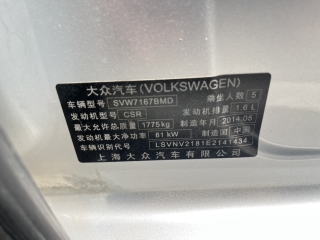 大众汽车(VOLKSWAGEN)
车辆型号 SVW7167BMD 乘坐人数 5
发动机型号 CSR 发动机排量 1.6 L
最大允许总质量 1775kg 制造年月 2014.05
发动机最大净功率 81 kW 制造国 中国
车辆识别代号 LSVNV2181E2141434
上海大众汽车有限公司